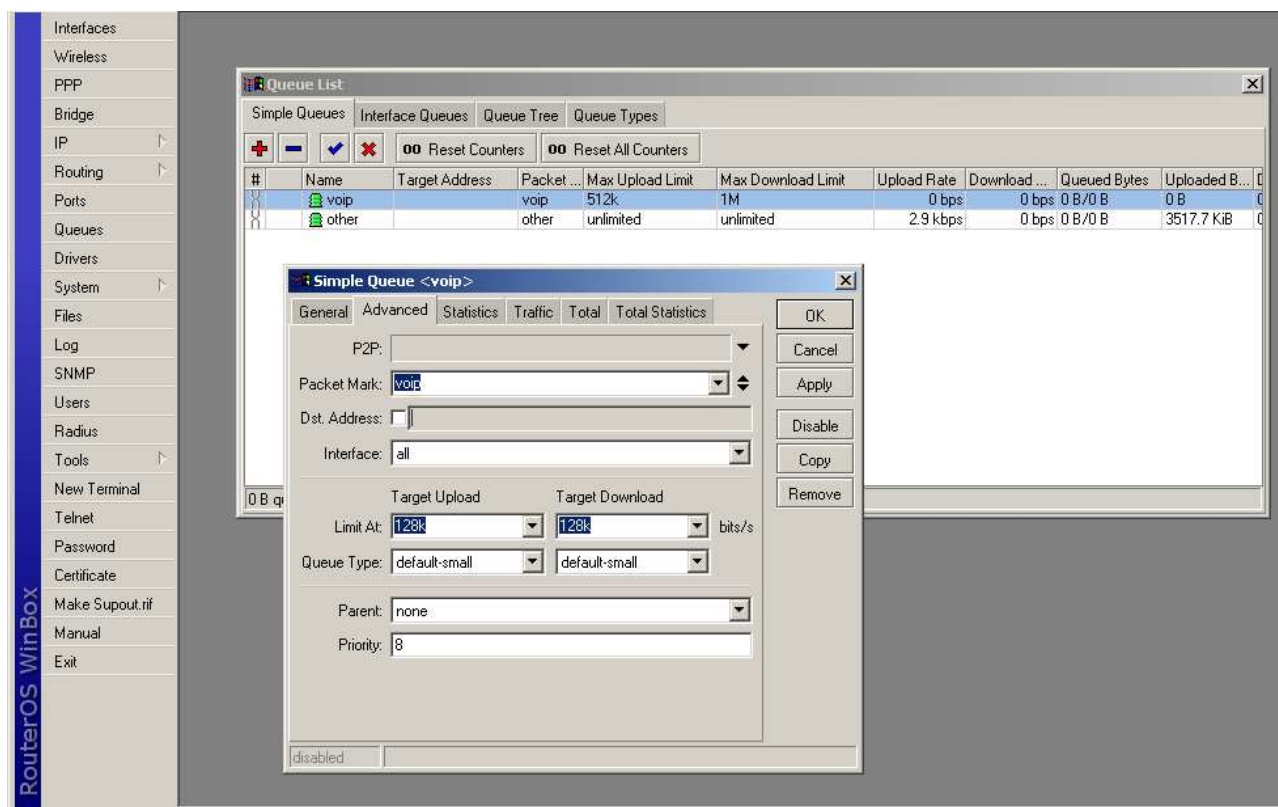 Interfaces
Wireless
PPP
Bridge
IP
Routing
Ports
Queues
Drivers
System
Files
Log
SNMP
Users
Radius
Tools
New Terminal
Telnet
Password
Certificate
Make Supout.rif
Manual
Exit
RouterOS WinBox
Queue List
Simple Queues Interface Queues Queue Tree Queue Types
00 Reset Counters 00 Reset All Counters
# Name Target Address Packet ... Max Upload Limit Max Download Limit Upload Rate Download ... Queued Bytes Uploaded B... D
voip voip 512k 1M 0 bps 0 bps 0 B/0 B 0 B
other other unlimited unlimited 2.9 kbps 0 bps 0 B/0 B 3517.7 KiB
0 B
Simple Queue <voip>
General Advanced Statistics Traffic Total Total Statistics
P2P:
Packet Mark: voip
Dst. Address:
Interface: all
Target Upload Target Download
Limit At: 128k 128k bits/s
Queue Type: default-small default-small
Parent: none
Priority: 8
disabled
OK
Cancel
Apply
Disable
Copy
Remove